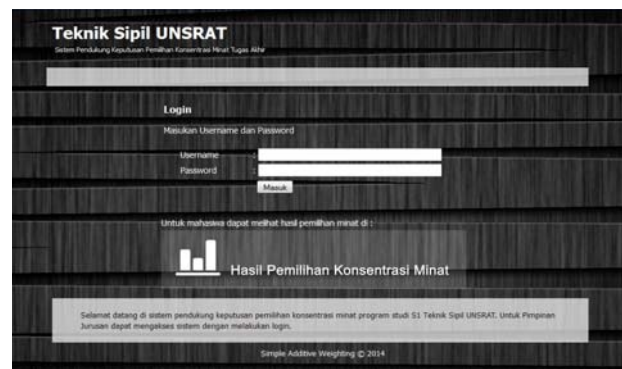 Teknik Sipil UNSRAT
Sistem Pendukung Keputusan Pemilihan Konsentrasi Minat Tugas Akhir
Login
Masukan Username dan Password
Username :
Password :
Masuk
Untuk mahasiwa dapat melihat hasil pemilihan minat di :
Hasil Pemilihan Konsentrasi Minat
Selamat datang di sistem pendukung keputusan pemilihan konsentrasi minat program studi S1 Teknik Sipil UNSRAT. Untuk Pimpinan
Jurusan dapat mengakses sistem dengan melakukan login.
Simple Additive Weighting © 2014